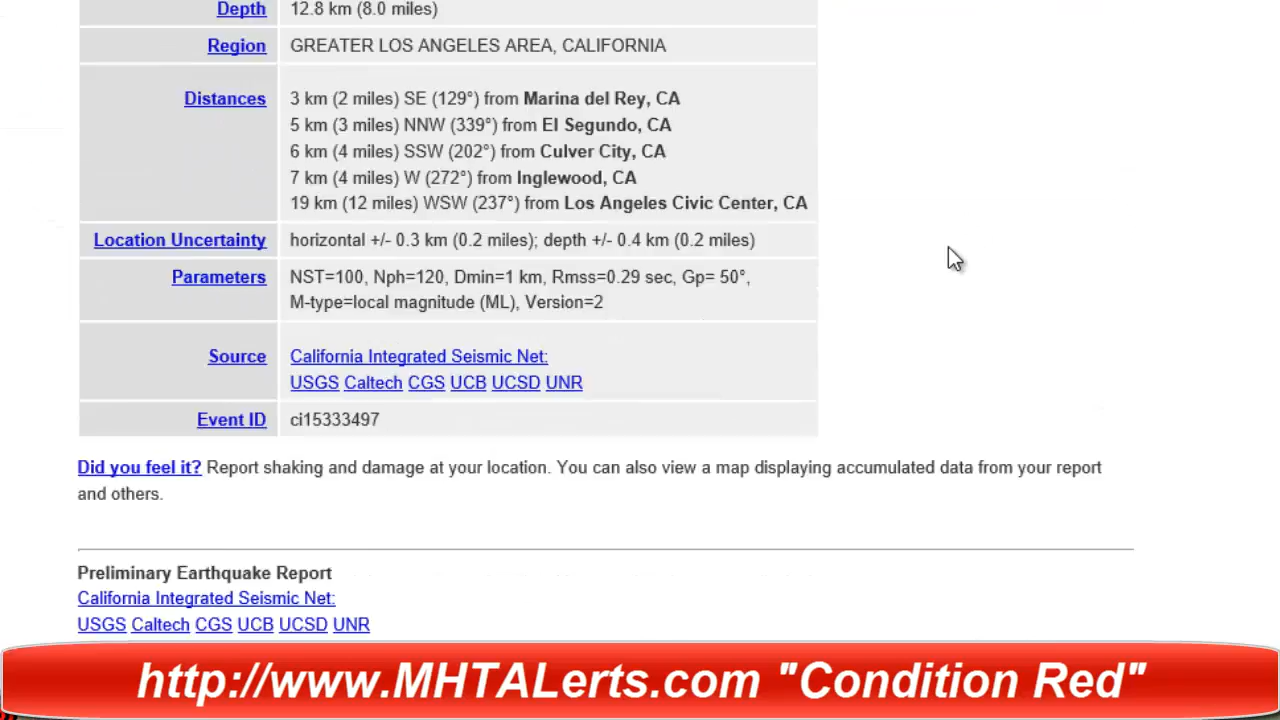 Depth 12.8 km (8.0 miles)
Region GREATER LOS ANGELES AREA, CALIFORNIA
Distances 3 km (2 miles) SE (129°) from Marina del Rey, CA
5 km (3 miles) NNW (339°) from El Segundo, CA
6 km (4 miles) SSW (202°) from Culver City, CA
7 km (4 miles) W (272°) from Inglewood, CA
19 km (12 miles) WSW (237°) from Los Angeles Civic Center, CA
Location Uncertainty horizontal +/- 0.3 km (0.2 miles); depth +/- 0.4 km (0.2 miles)
Parameters NST=100, Nph=120, Dmin=1 km, Rmss=0.29 sec, Gp= 50°,
M-type=local magnitude (ML), Version=2
Source California Integrated Seismic Net:
USGS Caltech CGS UCB UCSD UNR
Event ID ci15333497
Did you feel it? Report shaking and damage at your location. You can also view a map displaying accumulated data from your report
and others.
Preliminary Earthquake Report
California Integrated Seismic Net:
USGS Caltech CGS UCB UCSD UNR
http://www.MHTALerts.com "Condition Red"